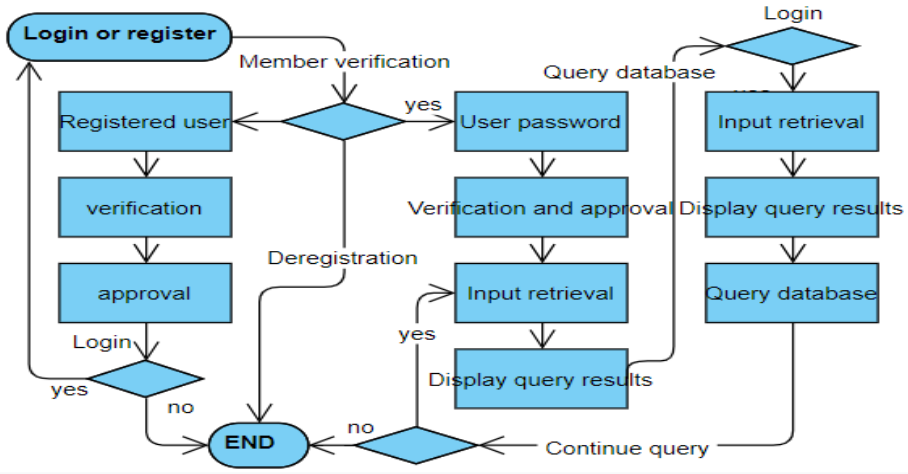 Login
Login or register
Member verification
Query database
yes
Registered user
User password
Input retrieval
verification
Verification and approval
Display query results
Deregistration
approval
Input retrieval
Query database
Login
yes
Display query results
yes
no
no
END
Continue query